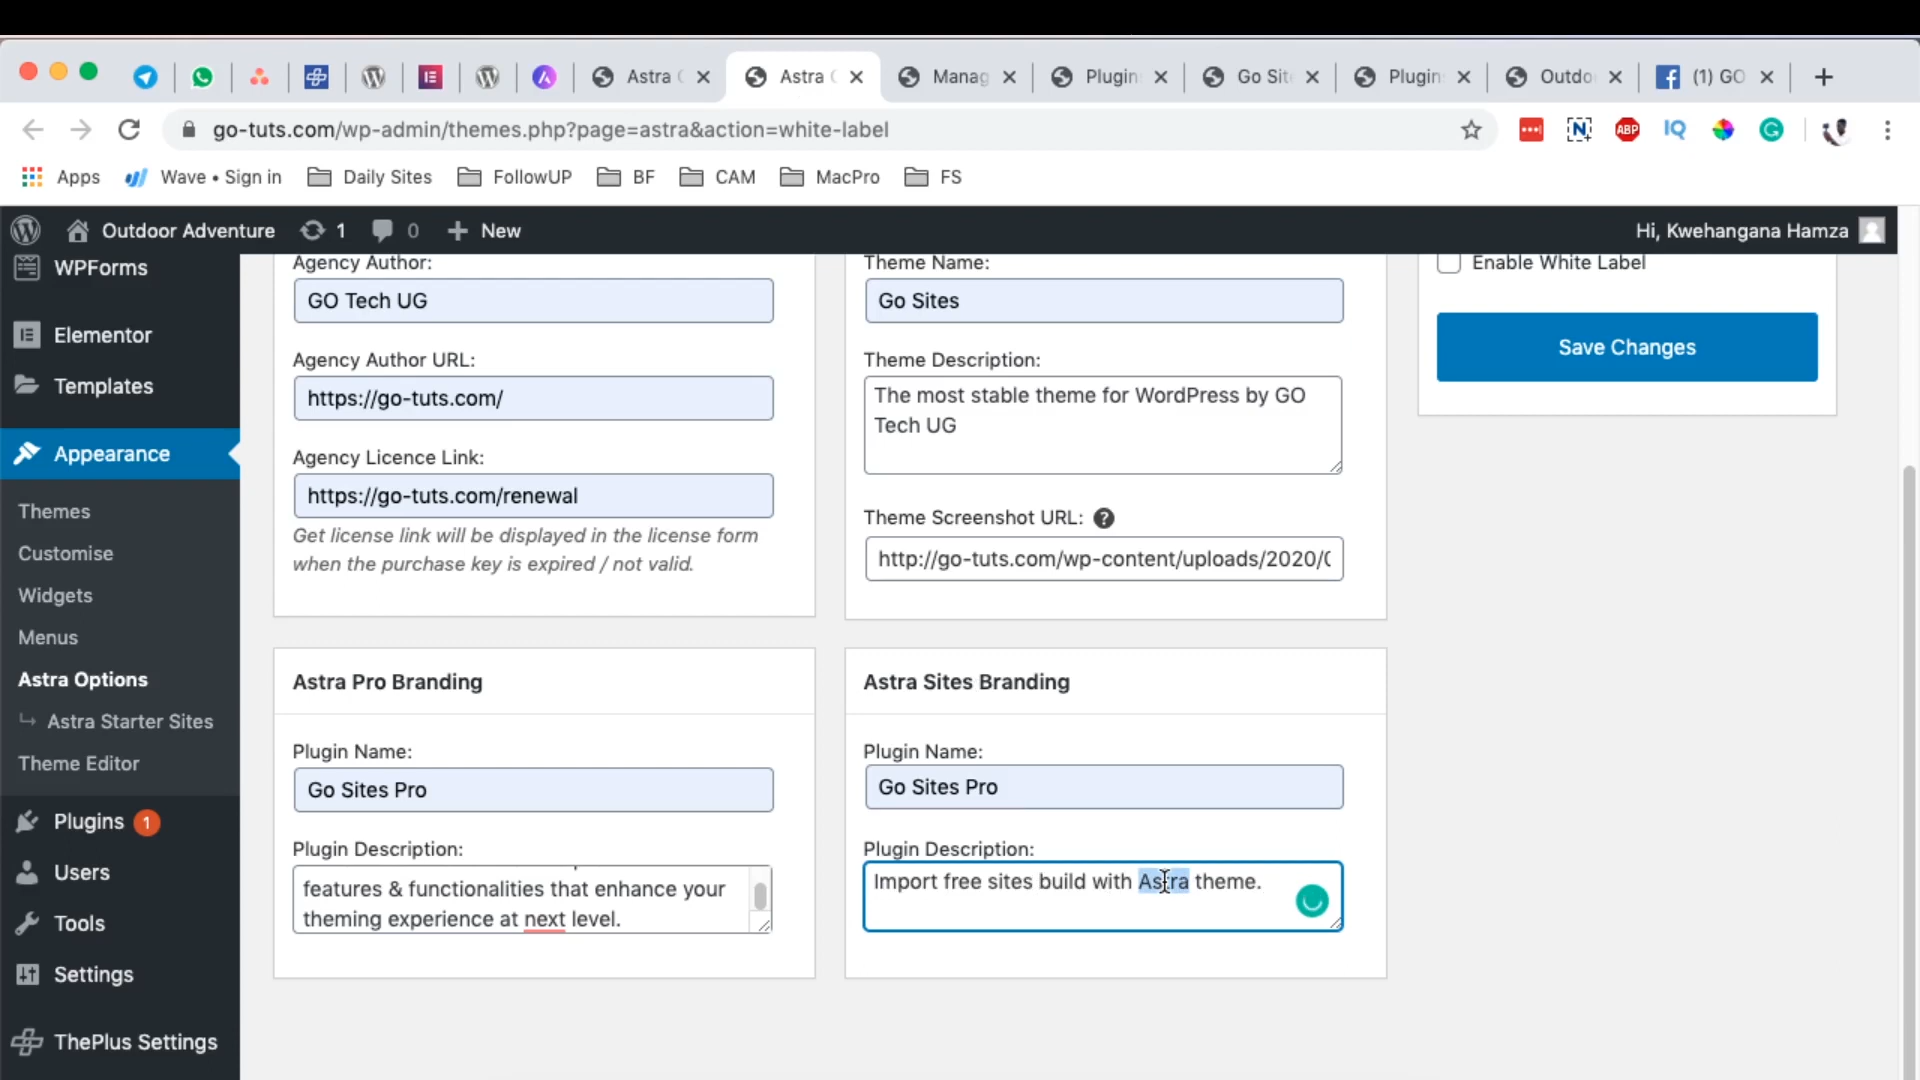 Astra (
Astra (
Manag
Plugin
Go Sit
Plugin
Outdo
(1) GO
go-tuts.com/wp-admin/themes.php?page=astra&action=white-label
ABP
IQ
Apps
Wave • Sign in
Daily Sites
FollowUP
BF
CAM
MacPro
FS
Outdoor Adventure
1
0
New
Hi, Kwehangana Hamza
WPForms
Elementor
Templates
Appearance
Themes
Customise
Widgets
Menus
Astra Options
Astra Starter Sites
Theme Editor
Plugins 1
Users
Tools
Settings
ThePlus Settings
Agency Author:
GO Tech UG
Agency Author URL:
https://go-tuts.com/
Agency Licence Link:
https://go-tuts.com/renewal
Get license link will be displayed in the license form
when the purchase key is expired / not valid.
Theme Name:
Go Sites
Theme Description:
The most stable theme for WordPress by GO
Tech UG
Theme Screenshot URL:
http://go-tuts.com/wp-content/uploads/2020/0
Enable White Label
Save Changes
Astra Pro Branding
Plugin Name:
Go Sites Pro
Plugin Description:
features & functionalities that enhance your
theming experience at next level.
Astra Sites Branding
Plugin Name:
Go Sites Pro
Plugin Description:
Import free sites build with Astra theme.